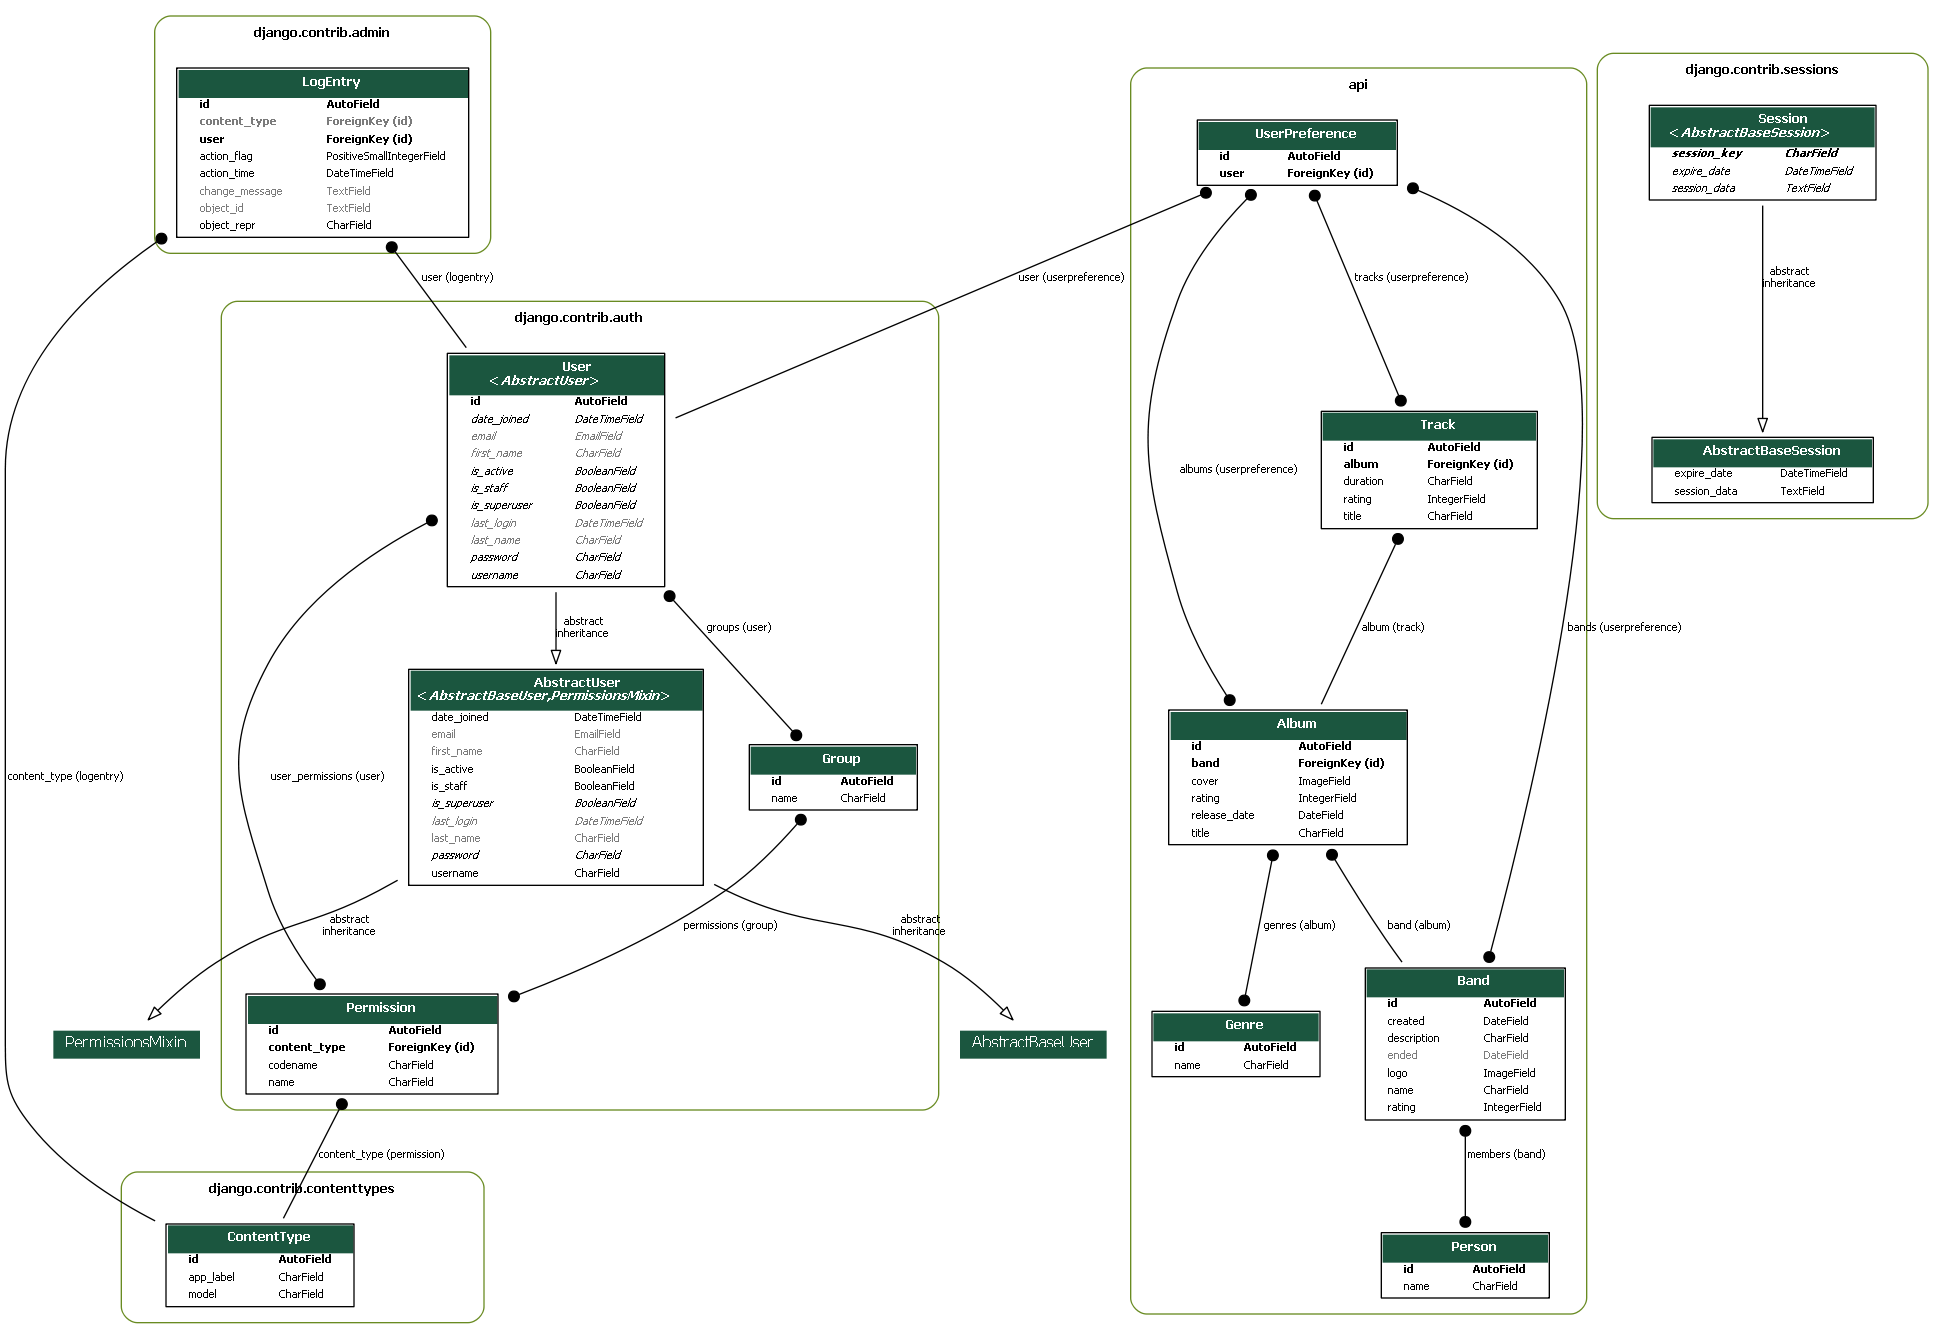 django.contrib.admin
LogEntry
id AutoField
content_type ForeignKey (id)
user ForeignKey (id)
action_flag PositiveSmallIntegerField
action_time DateTimeField
change_message TextField
object_id TextField
object_repr CharField
user (logentry)
content_type (logentry)
django.contrib.auth
User
<AbstractUser>
id AutoField
date_joined DateTimeField
email EmailField
first_name CharField
is_active BooleanField
is_staff BooleanField
is_superuser BooleanField
last_login DateTimeField
last_name CharField
password CharField
username CharField
abstract
inheritance
groups (user)
user_permissions (user)
AbstractUser
<AbstractBaseUser,PermissionsMixin>
date_joined DateTimeField
email EmailField
first_name CharField
is_active BooleanField
is_staff BooleanField
is_superuser BooleanField
last_login DateTimeField
last_name CharField
password CharField
username CharField
Group
id AutoField
name CharField
abstract
inheritance
permissions (group)
abstract
inheritance
PermissionsMixin
Permission
id AutoField
content_type ForeignKey (id)
codename CharField
name CharField
AbstractBaseUser
content_type (permission)
django.contrib.contenttypes
ContentType
id AutoField
app_label CharField
model CharField
api
UserPreference
id AutoField
user ForeignKey (id)
user (userpreference)
tracks (userpreference)
albums (userpreference)
bands (userpreference)
Track
id AutoField
album ForeignKey (id)
duration CharField
rating IntegerField
title CharField
album (track)
Album
id AutoField
band ForeignKey (id)
cover ImageField
rating IntegerField
release_date DateField
title CharField
genres (album)
band (album)
Genre
id AutoField
name CharField
Band
id AutoField
created DateField
description CharField
ended DateField
logo ImageField
name CharField
rating IntegerField
members (band)
Person
id AutoField
name CharField
django.contrib.sessions
Session
<AbstractBaseSession>
session_key CharField
expire_date DateTimeField
session_data TextField
abstract
inheritance
AbstractBaseSession
expire_date DateTimeField
session_data TextField